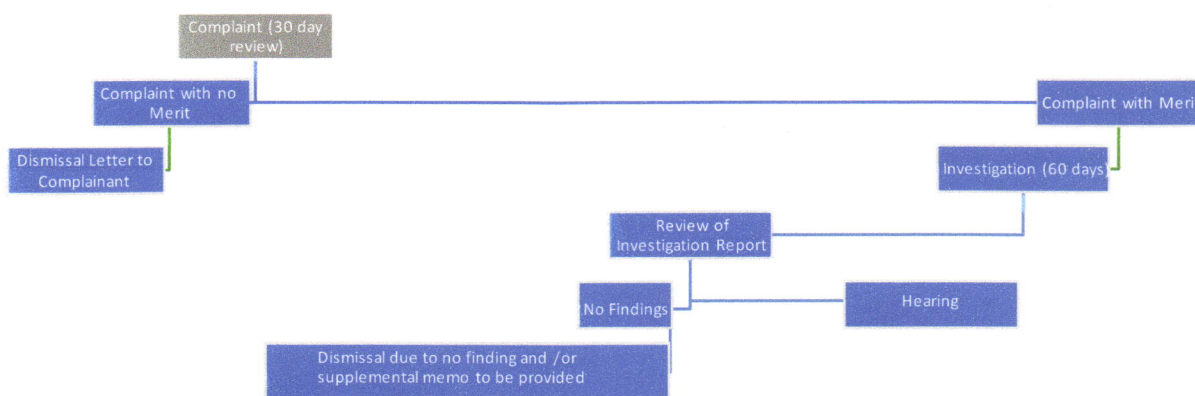 Complaint (30 day
review)
Complaint with no
Merit
Complaint with Merit
Dismissal Letter to
Complainant
Investigation (60 days)
Review of
Investigation Report
No Findings
Hearing
Dismissal due to no finding and /or
supplemental memo to be provided